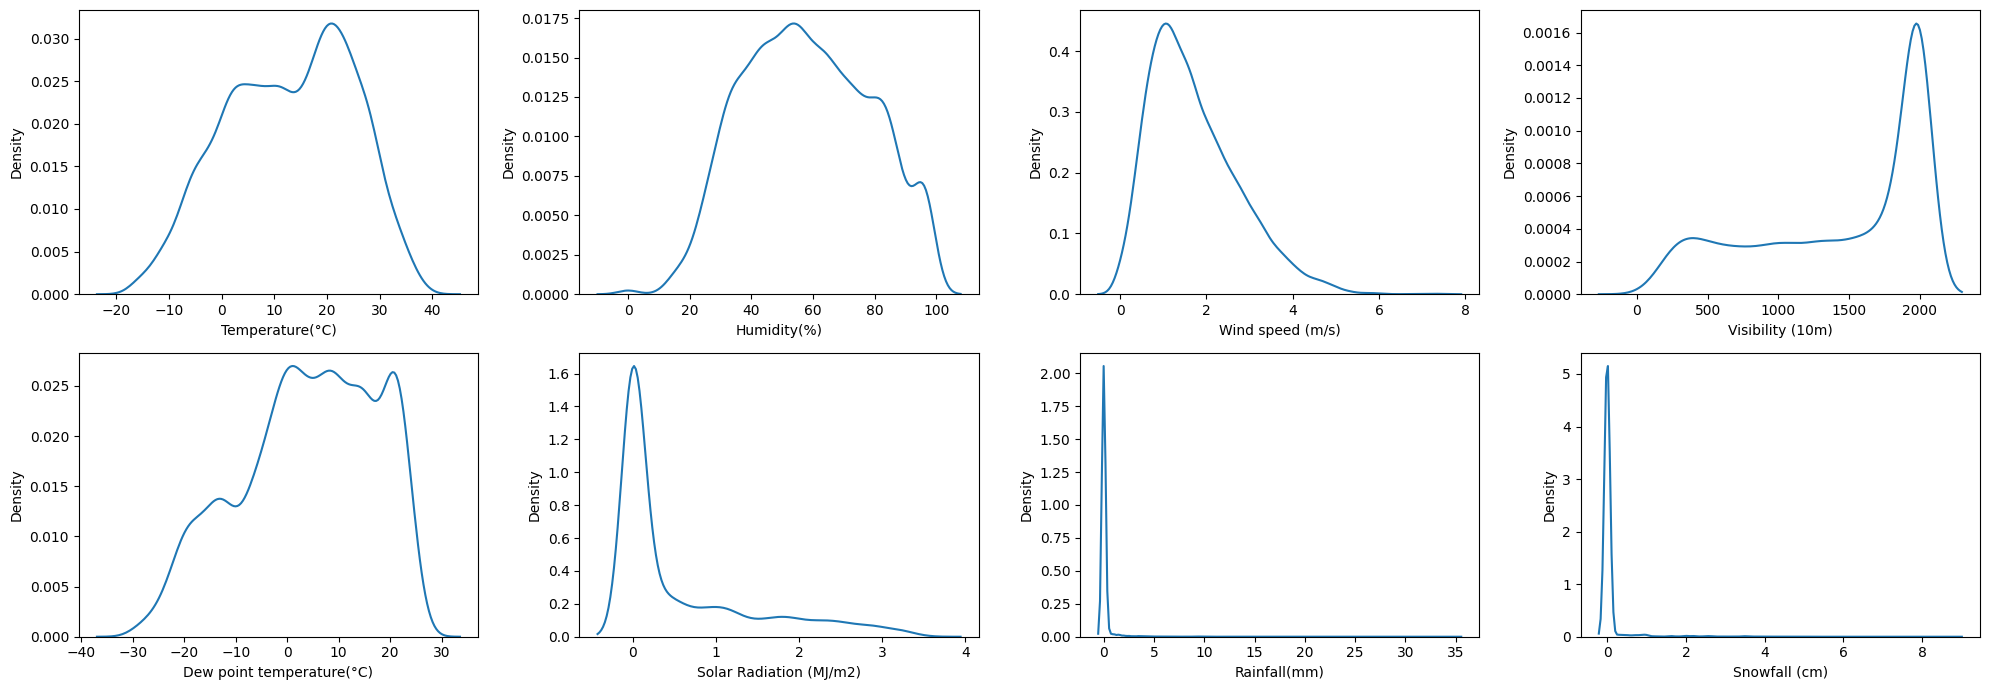 Density
0.030
0.025
0.020
0.015
0.010
0.005
0.000
−20 −10 0 10 20 30 40
Temperature(°C)
Density
0.0175
0.0150
0.0125
0.0100
0.0075
0.0050
0.0025
0.0000
0 20 40 60 80 100
Humidity(%)
Density
0.4
0.3
0.2
0.1
0.0
0 2 4 6 8
Wind speed (m/s)
Density
0.0016
0.0014
0.0012
0.0010
0.0008
0.0006
0.0004
0.0002
0.0000
0 500 1000 1500 2000
Visibility (10m)
Density
0.025
0.020
0.015
0.010
0.005
0.000
−40 −30 −20 −10 0 10 20 30
Dew point temperature(°C)
Density
1.6
1.4
1.2
1.0
0.8
0.6
0.4
0.2
0.0
0 1 2 3 4
Solar Radiation (MJ/m2)
Density
2.00
1.75
1.50
1.25
1.00
0.75
0.50
0.25
0.00
0 5 10 15 20 25 30 35
Rainfall(mm)
Density
5
4
3
2
1
0
0 2 4 6 8
Snowfall (cm)